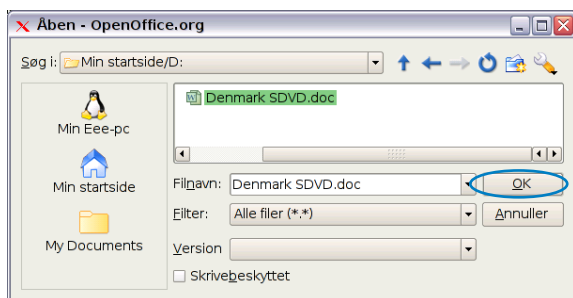 Åben - OpenOffice.org
Søg i: Min startside/D:
Denmark SDVD.doc
Min Eee-pc
Min startside
My Documents
Filnavn: Denmark SDVD.doc OK
Filter: Alle filer (*.*) Annuller
Version
Skrivebeskyttet